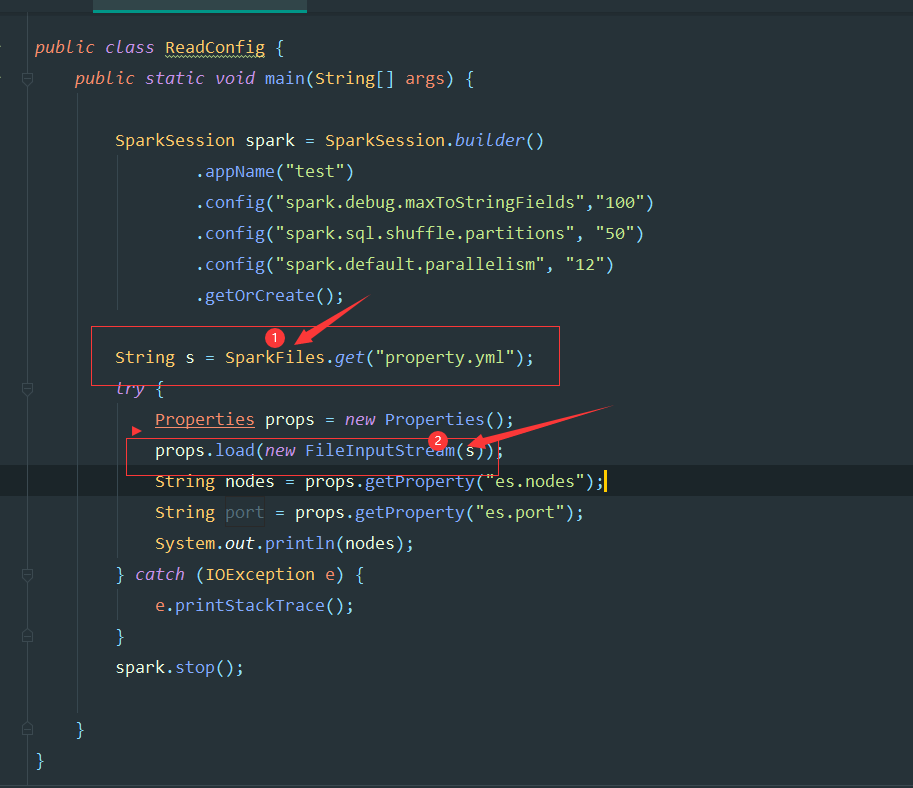 public class ReadConfig {
public static void main(String[] args) {
SparkSession spark = SparkSession.builder()
.appName("test")
.config("spark.debug.maxToStringFields","100")
.config("spark.sql.shuffle.partitions", "50")
.config("spark.default.parallelism", "12")
.getOrCreate();
1
String s = SparkFiles.get("property.yml");
try {
Properties props = new Properties();
2
props.load(new FileInputStream(s));
String nodes = props.getProperty("es.nodes");
String port = props.getProperty("es.port");
System.out.println(nodes);
} catch (IOException e) {
e.printStackTrace();
}
spark.stop();
}
}